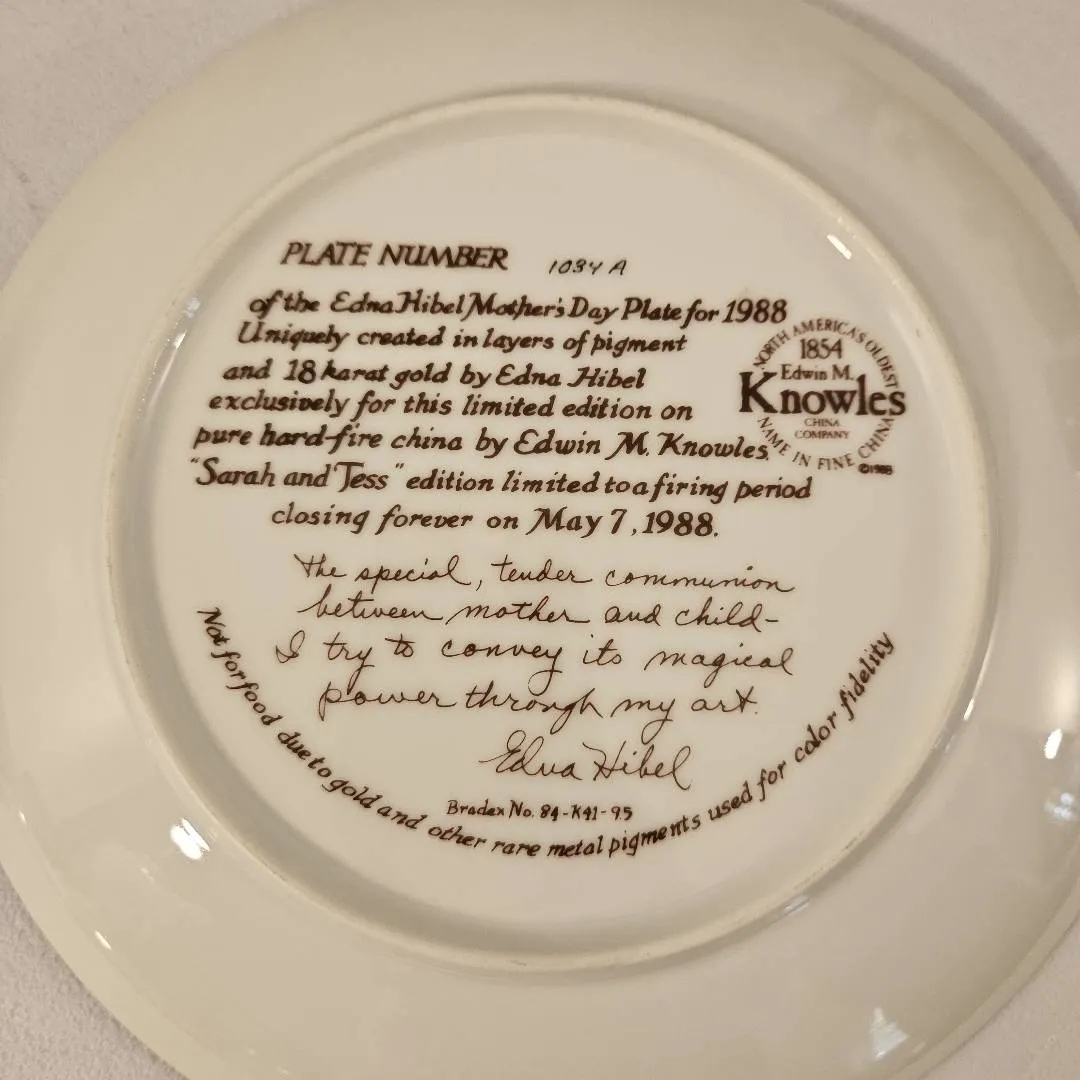 PLATE NUMBER 1034 A
of the Edna Hibel Mother's Day Plate for 1988
Uniquely created in layers of pigment
and 18 karat gold by Edna Hibel
exclusively for this limited edition on
pure hard-fire china by Edwin M. Knowles.
"Sarah and Tess" edition limited to a firing period
closing forever on May 7, 1988.
NORTH AMERICA'S OLDEST
1854
Edwin M.
Knowles
CHINA
COMPANY
NAME IN FINE CHINA
©1988
the special, tender communion
between mother and child-
I try to convey its magical
power through my art.
Edna Hibel
Bradex No. 84-K41-9.5
Not for food due to gold and other rare metal pigments used for color fidelity